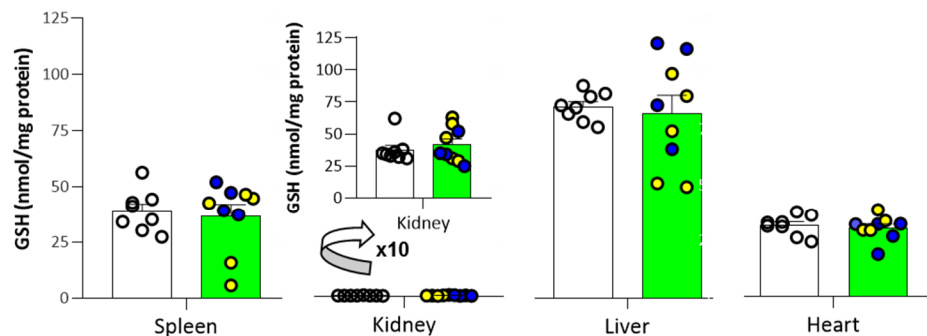 125
100
75
50
25
0
GSH (nmol/mg protein)
Spleen
125
100
75
50
25
0
GSH (nmol/mg protein)
Kidney
x10
Kidney
Liver
Heart